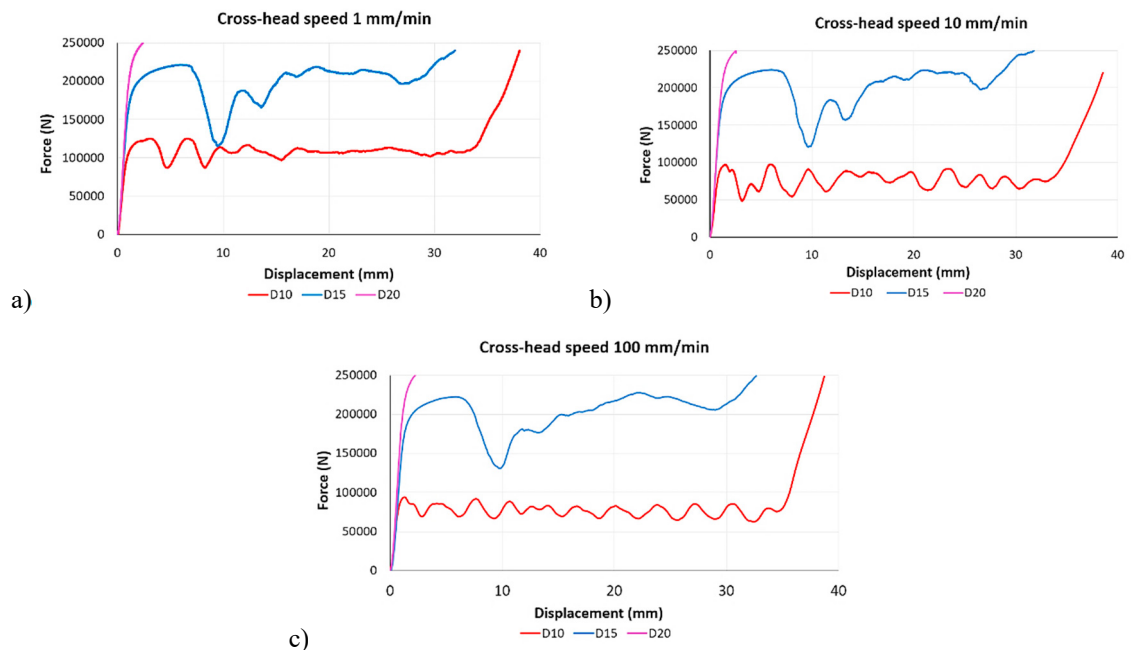 Cross-head speed 1 mm/min
250000
200000
150000
100000
50000
0
Force (N)
0 10 20 30 40
Displacement (mm)
D10 D15 D20
a)
Cross-head speed 10 mm/min
250000
200000
150000
100000
50000
0
Force (N)
0 10 20 30 40
Displacement (mm)
D10 D15 D20
b)
Cross-head speed 100 mm/min
250000
200000
150000
100000
50000
0
Force (N)
0 10 20 30 40
Displacement (mm)
D10 D15 D20
c)